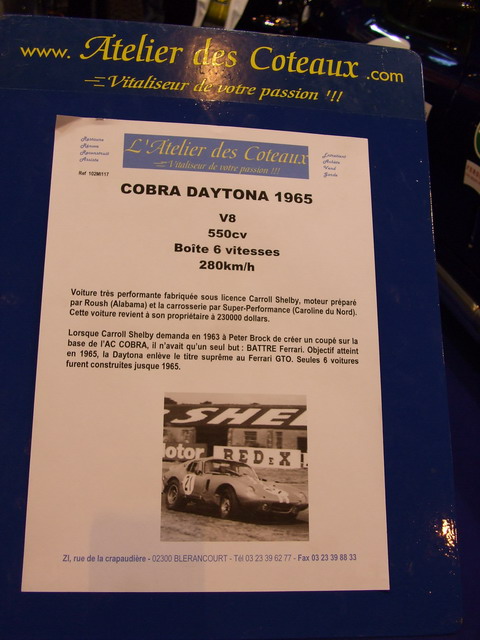 www. Atelier des Coteaux .com
Vitaliseur de votre passion !!!
L'Atelier des Coteaux
Vitaliseur de votre passion !!!
COBRA DAYTONA 1965
V8
550cv
Boîte 6 vitesses
280km/h
Voiture très performante fabriquée sous licence Carroll Shelby, moteur préparé
par Roush (Alabama) et la carrosserie par Super-Performance (Caroline du Nord).
Cette voiture revient à son propriétaire à 230000 dollars.
Lorsque Carroll Shelby demanda en 1963 à Peter Brock de créer un coupé sur la
base de l'AC COBRA, il n'avait qu'un seul but : BATTRE Ferrari. Objectif atteint
en 1965, la Daytona enlève le titre suprême au Ferrari GTO. Seules 6 voitures
furent construites jusque 1965.
SHE
otor REDEX
ZI, rue de la crapaudière - 02300 BLERANCOURT - Tél 03 23 39 62 77 - Fax 03 23 39 88 33